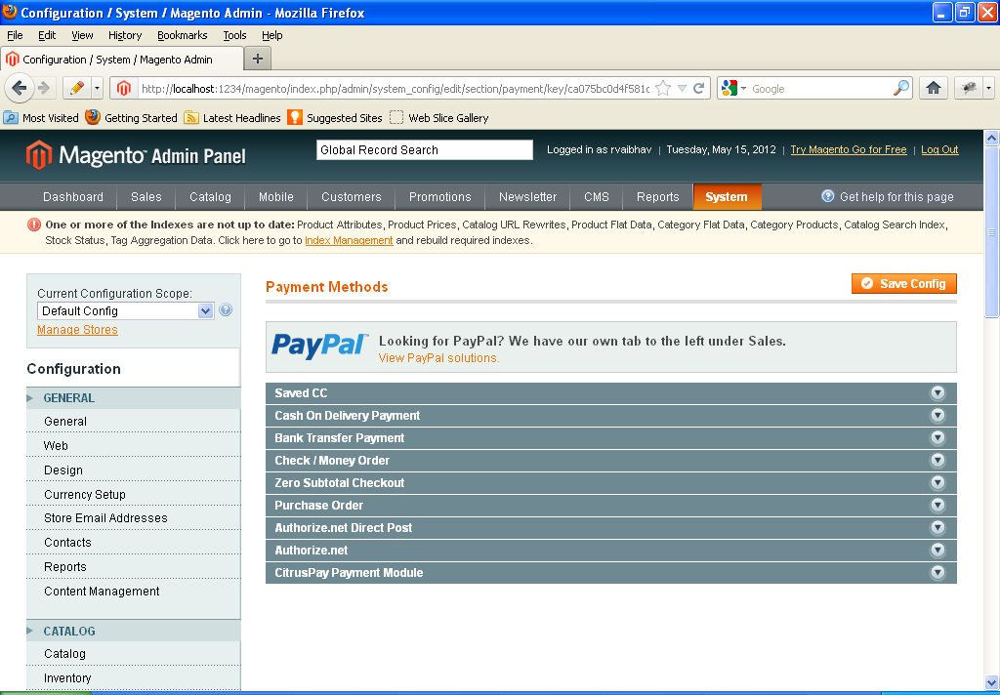 Configuration / System / Magento Admin - Mozilla Firefox
File Edit View History Bookmarks Tools Help
Configuration / System / Magento Admin
http://localhost:1234/magento/index.php/admin/system_config/edit/section/payment/key/ca075bc0d4f581c
Google
Most Visited Getting Started Latest Headlines Suggested Sites Web Slice Gallery
Magento Admin Panel
Global Record Search
Logged in as rvaibhav | Tuesday, May 15, 2012 | Try Magento Go for Free | Log Out
Dashboard Sales Catalog Mobile Customers Promotions Newsletter CMS Reports System
Get help for this page
One or more of the Indexes are not up to date: Product Attributes, Product Prices, Catalog URL Rewrites, Product Flat Data, Category Flat Data, Category Products, Catalog Search Index,
Stock Status, Tag Aggregation Data. Click here to go to Index Management and rebuild required indexes.
Current Configuration Scope:
Default Config
Manage Stores
Configuration
GENERAL
General
Web
Design
Currency Setup
Store Email Addresses
Contacts
Reports
Content Management
CATALOG
Catalog
Inventory
Payment Methods
Save Config
PayPal
Looking for PayPal? We have our own tab to the left under Sales.
View PayPal solutions.
Saved CC
Cash On Delivery Payment
Bank Transfer Payment
Check / Money Order
Zero Subtotal Checkout
Purchase Order
Authorize.net Direct Post
Authorize.net
CitrusPay Payment Module